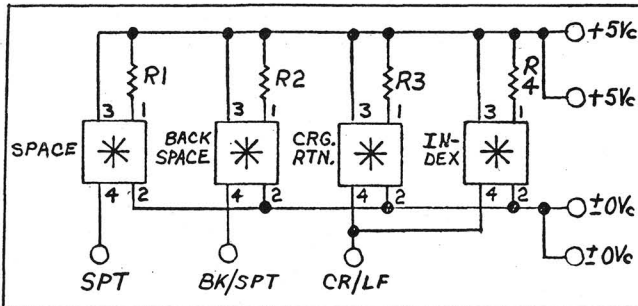 +5Vc
R1 R2 R3 R4
+5Vc
3 1 3 1 3 1 3 1
SPACE
BACK SPACE
CRG. RTN.
IN-DEX
4 2 4 2 4 2 4 2
±0Vc
±0Vc
SPT BK/SPT CR/LF